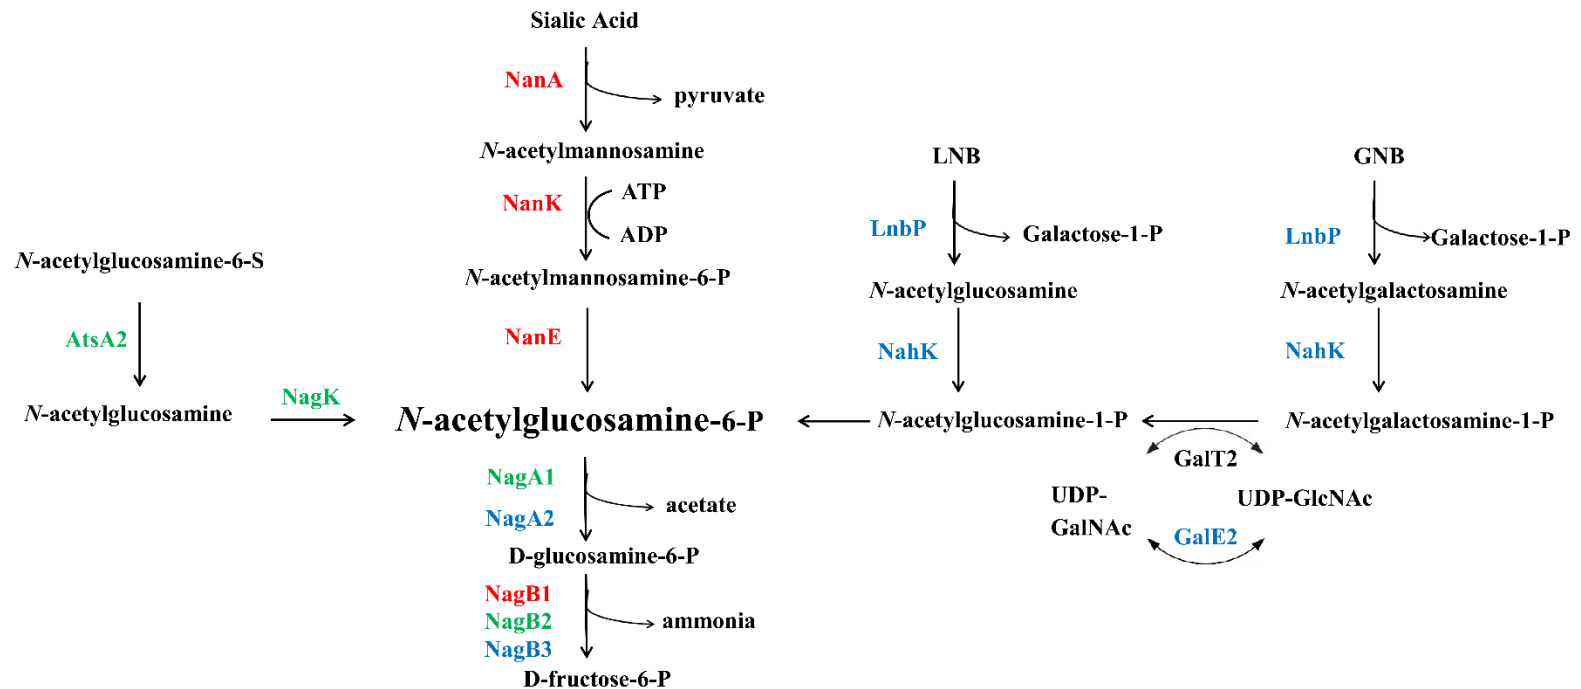 Sialic Acid
NanA
pyruvate
N-acetylmannosamine
NanK
ATP
ADP
N-acetylmannosamine-6-P
NanE
N-acetylglucosamine-6-S
AtsA2
N-acetylglucosamine
NagK
N-acetylglucosamine-6-P
NagA1
NagA2
acetate
D-glucosamine-6-P
NagB1
NagB2
NagB3
ammonia
D-fructose-6-P
LNB
LnbP
Galactose-1-P
N-acetylglucosamine
NahK
N-acetylglucosamine-1-P
GNB
LnbP
Galactose-1-P
N-acetylgalactosamine
NahK
N-acetylgalactosamine-1-P
GalT2
UDP-
GalNAc
UDP-GlcNAc
GalE2